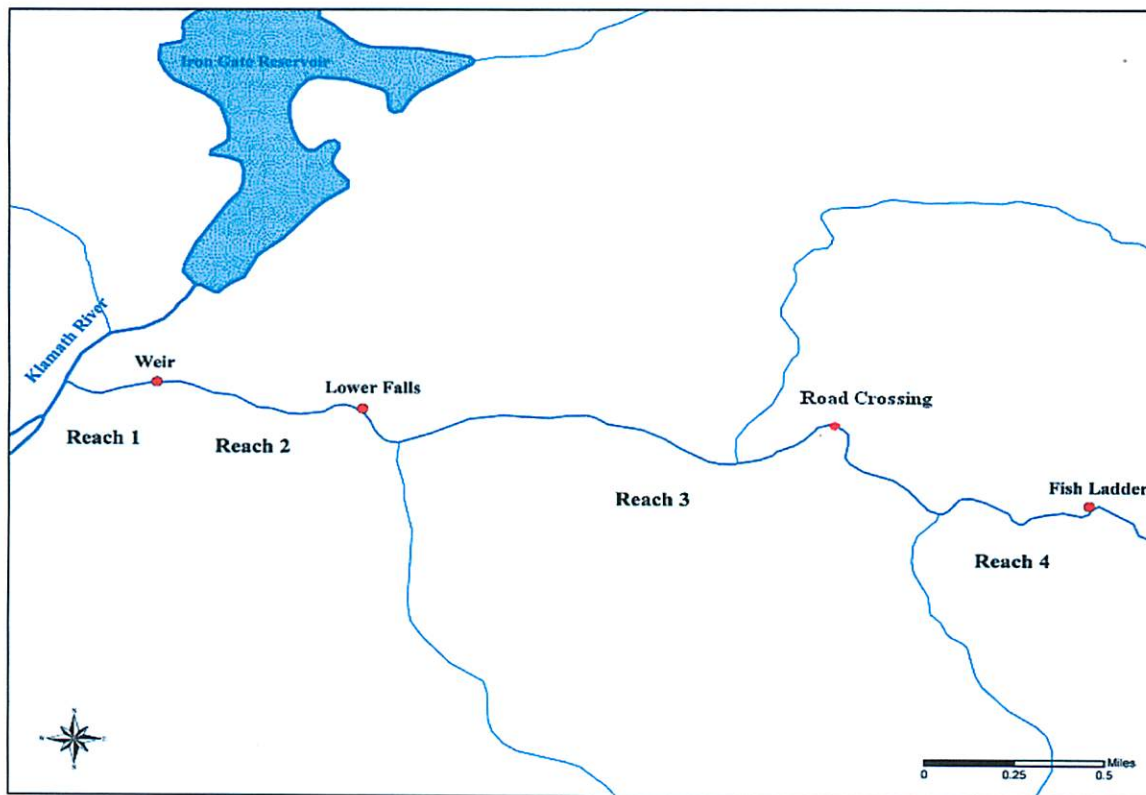 Iron Gate Reservoir
Klamath River
Weir
Lower Falls
Road Crossing
Reach 1
Reach 2
Reach 3
Fish Ladder
Reach 4
N
Miles
0 0.25 0.5